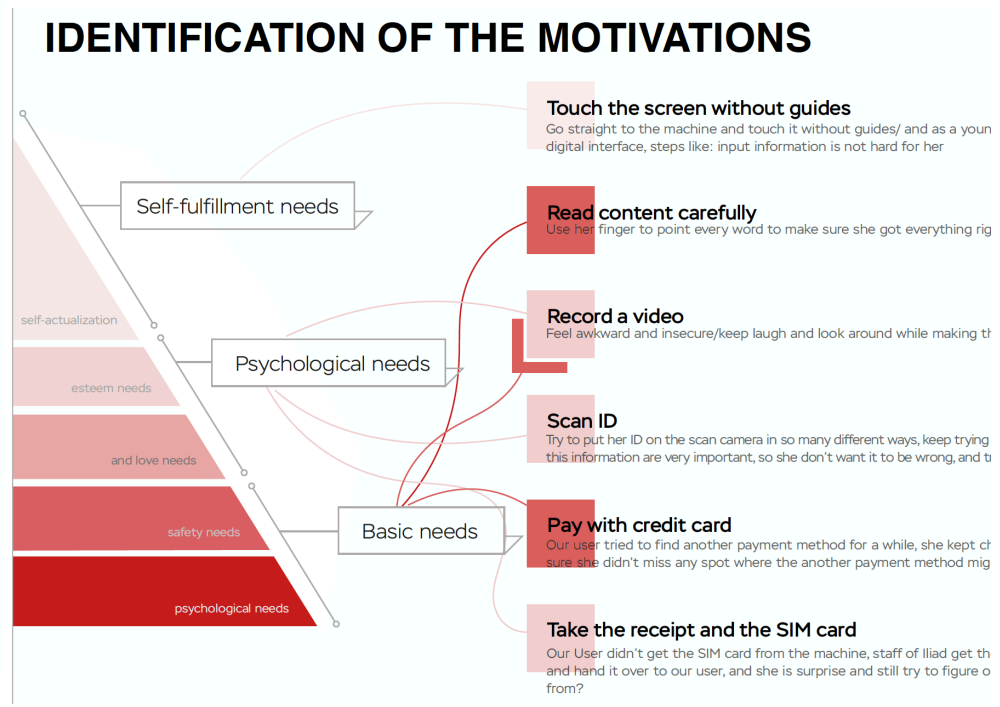 IDENTIFICATION OF THE MOTIVATIONS
Touch the screen without guides
Go straight to the machine and touch it without guides/ and as a youn
digital interface, steps like: input information is not hard for her
Self-fulfillment needs
Read content carefully
Use her finger to point every word to make sure she got everything rig
self-actualization
Record a video
Feel awkward and insecure/keep laugh and look around while making th
Psychological needs
esteem needs
Scan ID
Try to put her ID on the scan camera in so many different ways, keep trying
this information are very important, so she don't want it to be wrong, and tr
and love needs
safety needs
Basic needs
Pay with credit card
Our user tried to find another payment method for a while, she kept ch
sure she didn't miss any spot where the another payment method mig
psychological needs
Take the receipt and the SIM card
Our User didn't get the SIM card from the machine, staff of Iliad get th
and hand it over to our user, and she is surprise and still try to figure o
from?